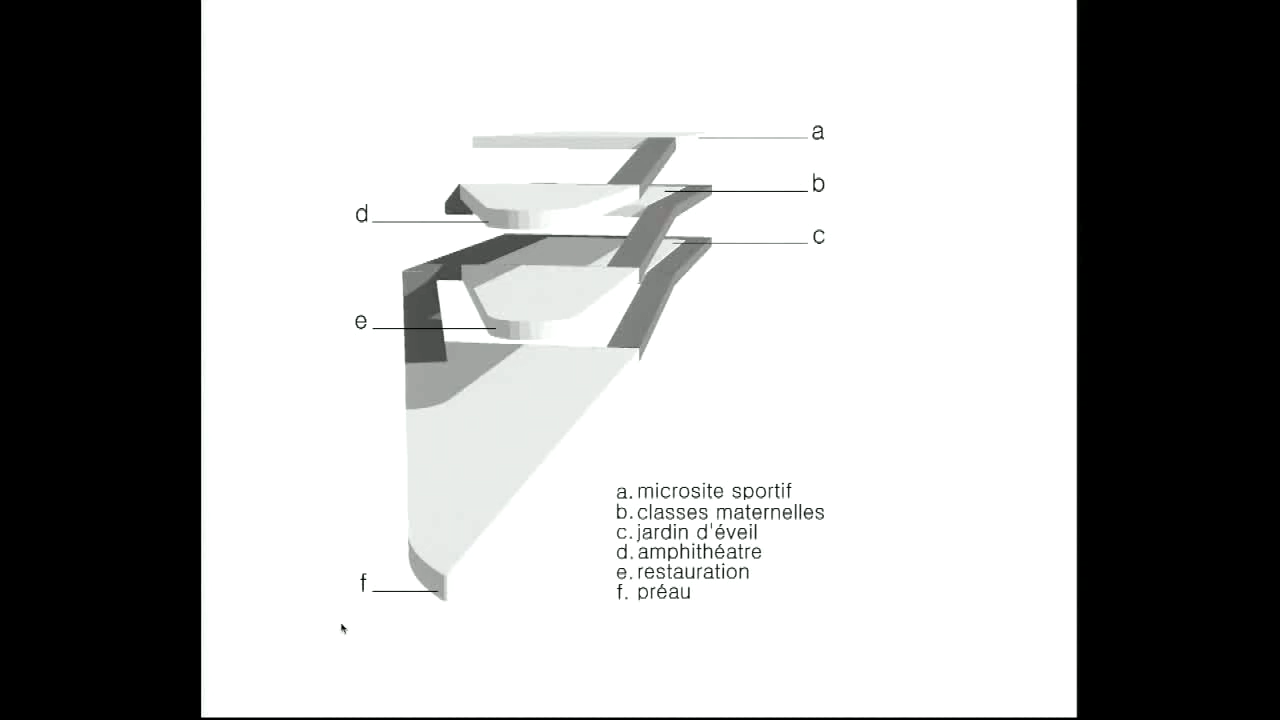 a
b
d
c
e
a. microsite sportif
b. classes maternelles
c. jardin d'éveil
d. amphithéatre
e. restauration
f
f. préau